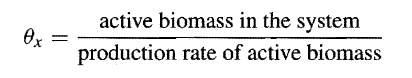 θₓ = active biomass in the system / production rate of active biomass